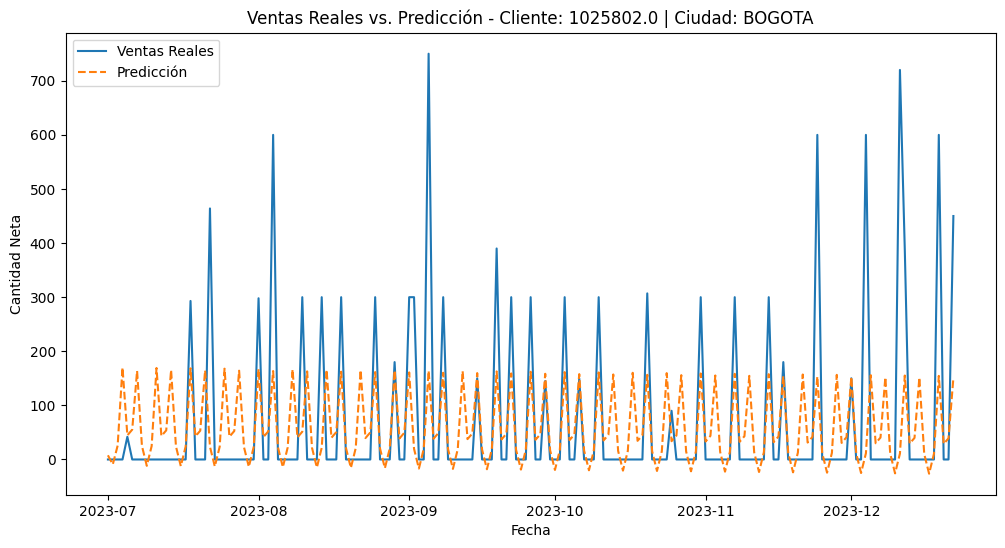 Ventas Reales vs. Predicción - Cliente: 1025802.0 | Ciudad: BOGOTA
Ventas Reales
Predicción
700
600
500
400
300
200
100
0
Cantidad Neta
2023-07 2023-08 2023-09 2023-10 2023-11 2023-12
Fecha